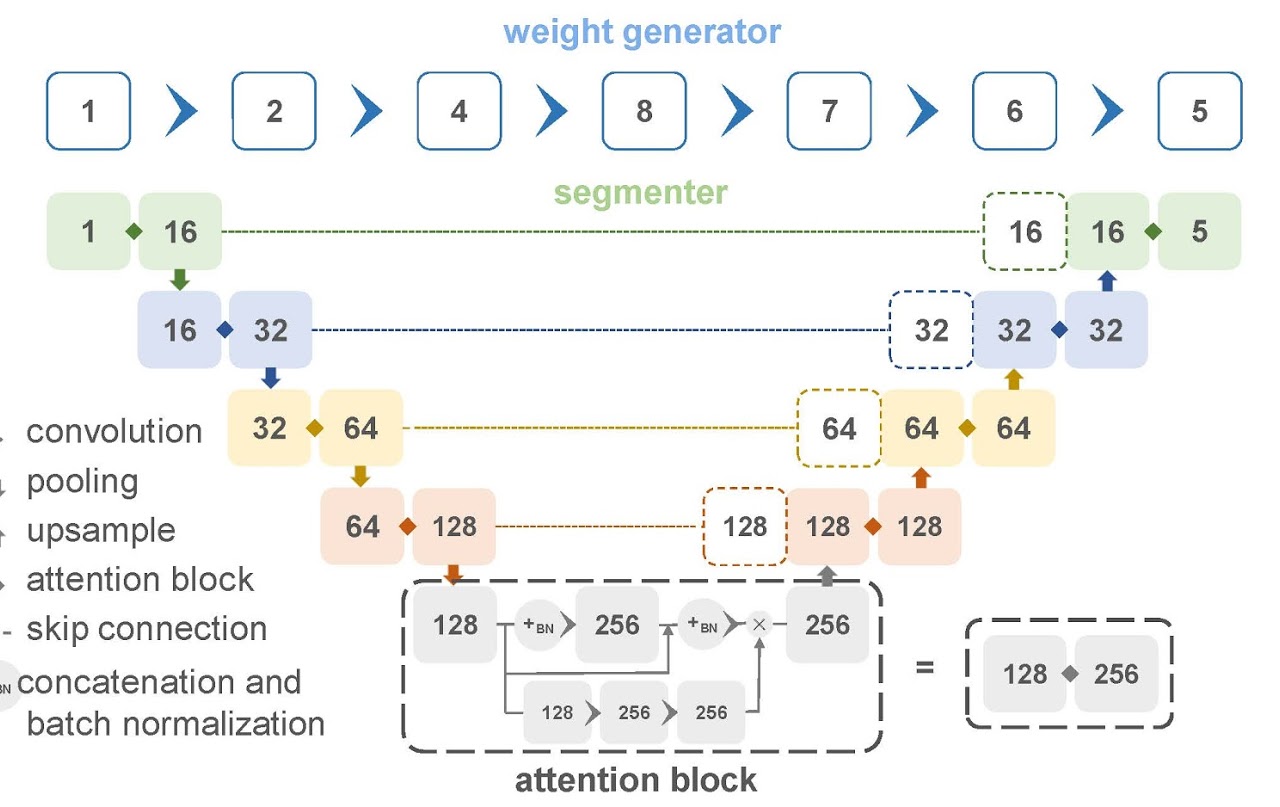 weight generator
1 2 4 8 7 6 5
segmenter
1 16 16 16 5
16 32 32 32 32
32 64 64 64 64
64 128 128 128 128
convolution
pooling
upsample
attention block
skip connection
BN concatenation and
batch normalization
128 +BN 256 +BN × 256
128 256 256
= 128 256
attention block